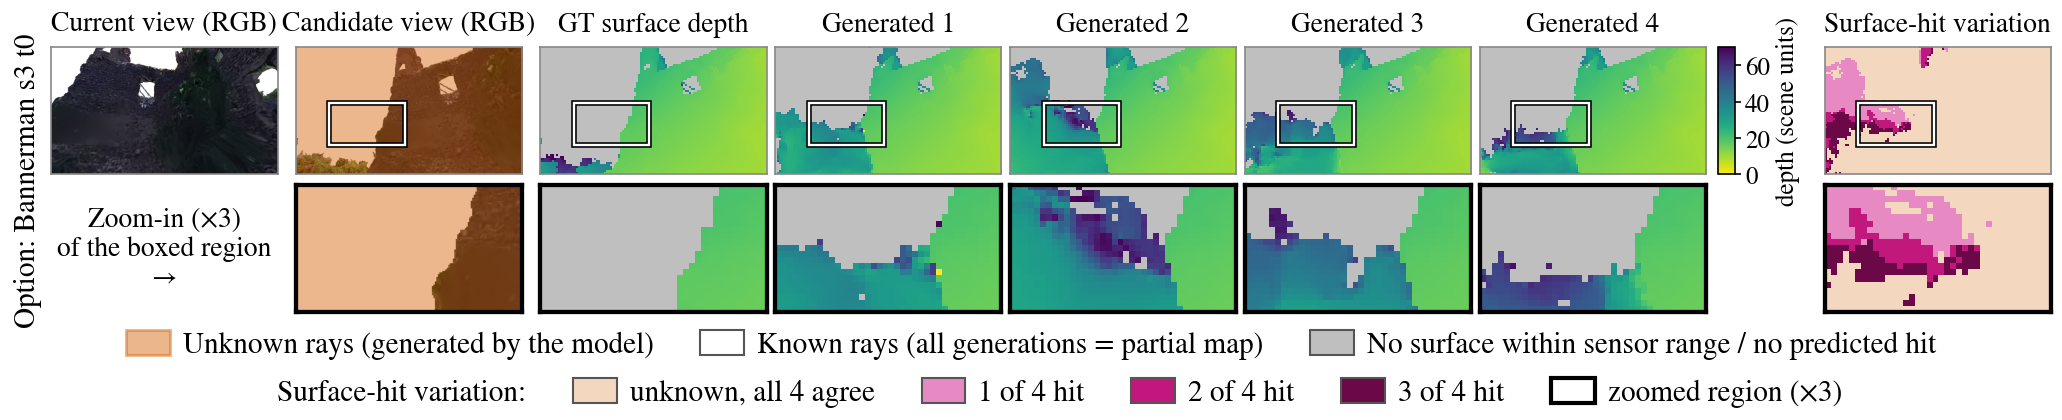 Current view (RGB)
Candidate view (RGB)
GT surface depth
Generated 1
Generated 2
Generated 3
Generated 4
Surface-hit variation
Option: Bannerman s3 t0
60
40
20
0
depth (scene units)
Zoom-in (×3)
of the boxed region
→
Unknown rays (generated by the model)
Known rays (all generations = partial map)
No surface within sensor range / no predicted hit
Surface-hit variation:
unknown, all 4 agree
1 of 4 hit
2 of 4 hit
3 of 4 hit
zoomed region (×3)